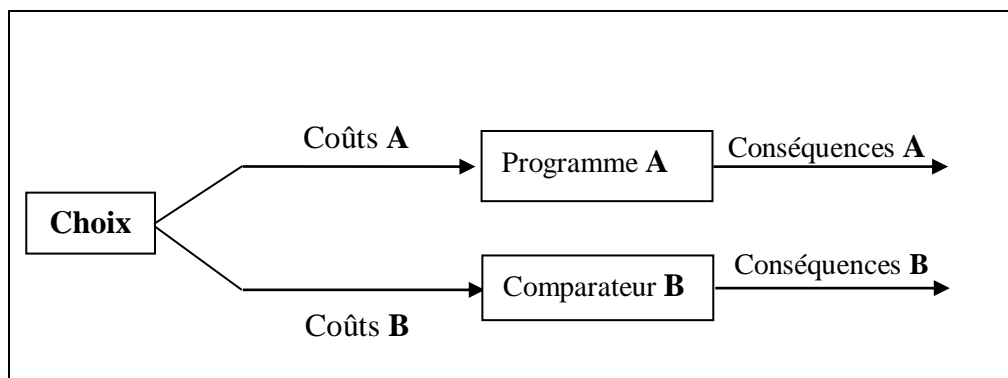 Coûts A
Programme A
Conséquences A
Choix
Comparateur B
Conséquences B
Coûts B